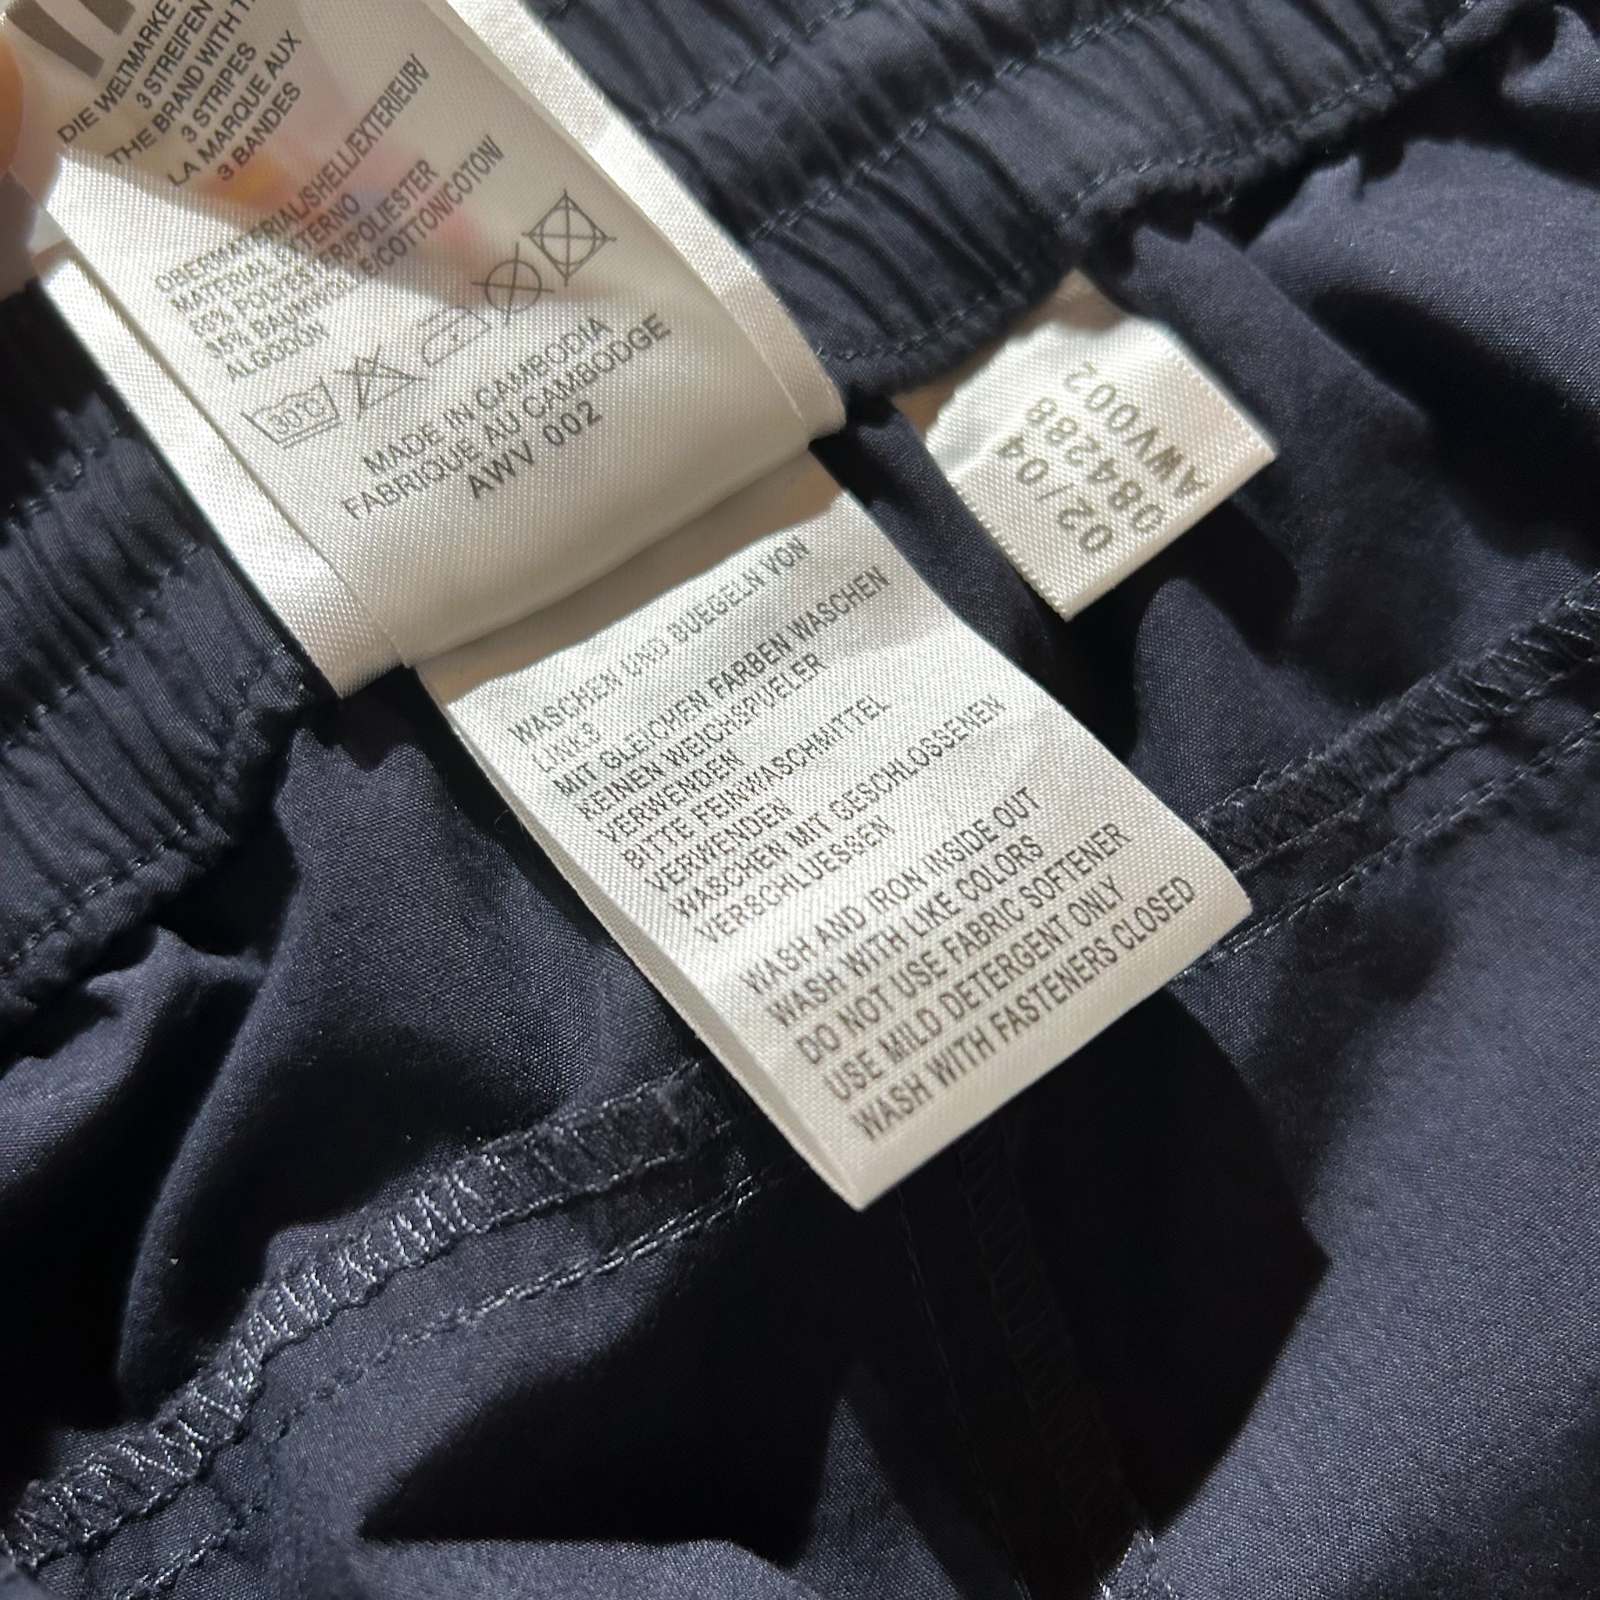 DIE WELTMARKE
3 STREIFEN
THE BRAND WITH
3 STRIPES
LA MARQUE AUX
3 BANDES
OBERMATERIAL/SHELL/EXTERIEUR/
MATERIAL EXTERNO
65% POLYESTER/POLIESTER
35% BAUMWOLLE/COTTON/COTON/
ALGODÓN
30°C
MADE IN CAMBODIA
FABRIQUE AU CAMBODGE
AWV 002
02/04
084288
AWV002
WASCHEN UND BUEGELN VON
LINKS
MIT GLEICHEN FARBEN WASCHEN
KEINEN WEICHSPUELER
VERWENDEN
BITTE FEINWASCHMITTEL
VERWENDEN
WASCHEN MIT GESCHLOSSENEN
VERSCHLUESSEN
WASH AND IRON INSIDE OUT
WASH WITH LIKE COLORS
DO NOT USE FABRIC SOFTENER
USE MILD DETERGENT ONLY
WASH WITH FASTENERS CLOSED